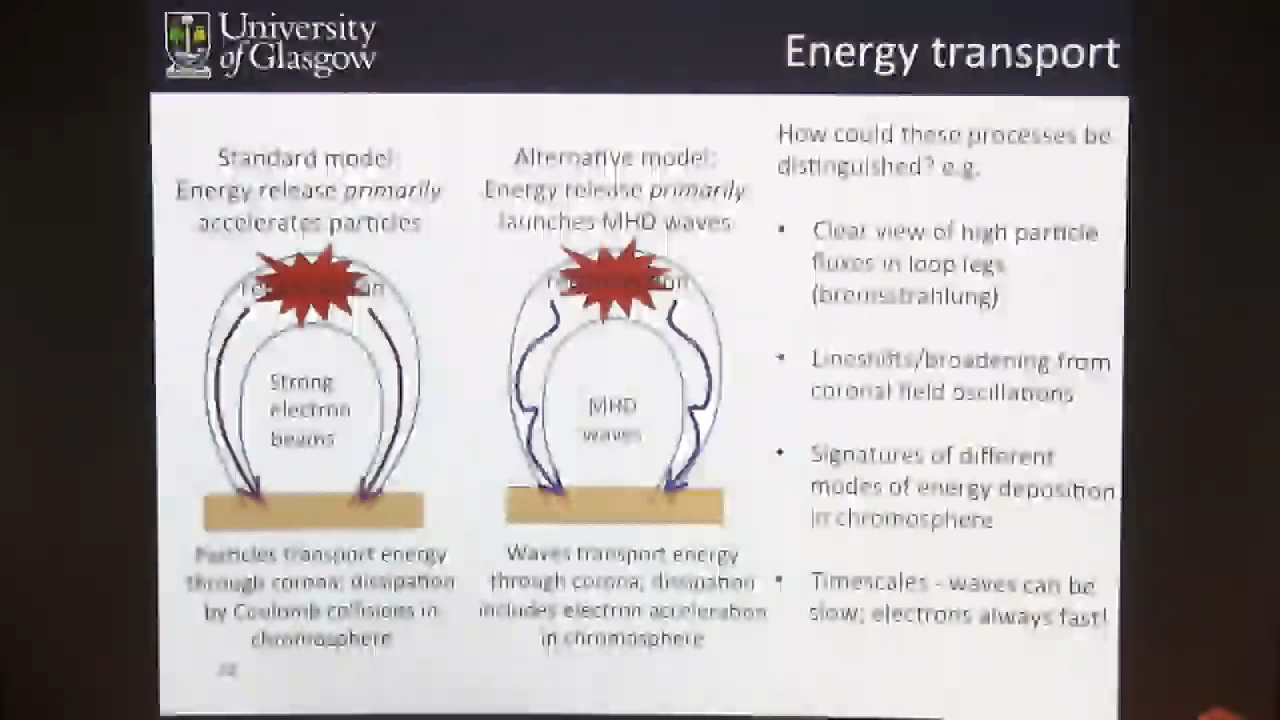 University
of Glasgow
Energy transport
Standard model:
Energy release primarily
accelerates particles
Strong
electron
beams
Particles transport energy
through corona; dissipation
by Coulomb collisions in
chromosphere
Alternative model:
Energy release primarily
launches MHD waves
MHD
waves
Waves transport energy
through corona, dissipation
includes electron acceleration
in chromosphere
How could these processes be
distinguished? e.g.
• Clear view of high particle
fluxes in loop legs
(bremsstrahlung)
• Lineshifts/broadening from
coronal field oscillations
• Signatures of different
modes of energy deposition
in chromosphere
• Timescales - waves can be
slow; electrons always fast!